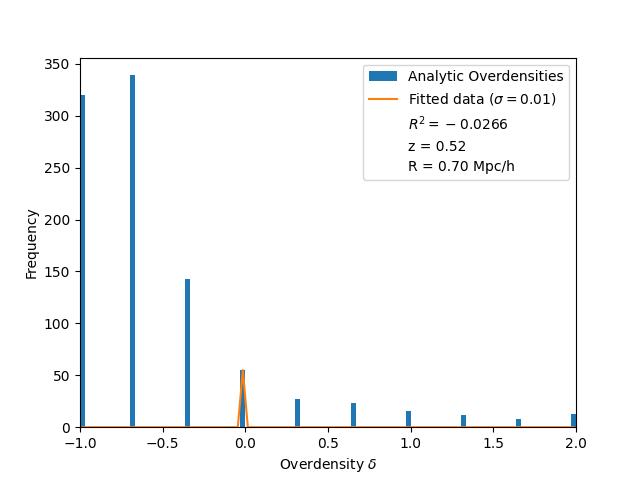 350
300
250
200
150
100
50
0
Frequency
−1.0 −0.5 0.0 0.5 1.0 1.5 2.0
Overdensity δ
Analytic Overdensities
Fitted data (σ = 0.01)
R² = −0.0266
z = 0.52
R = 0.70 Mpc/h